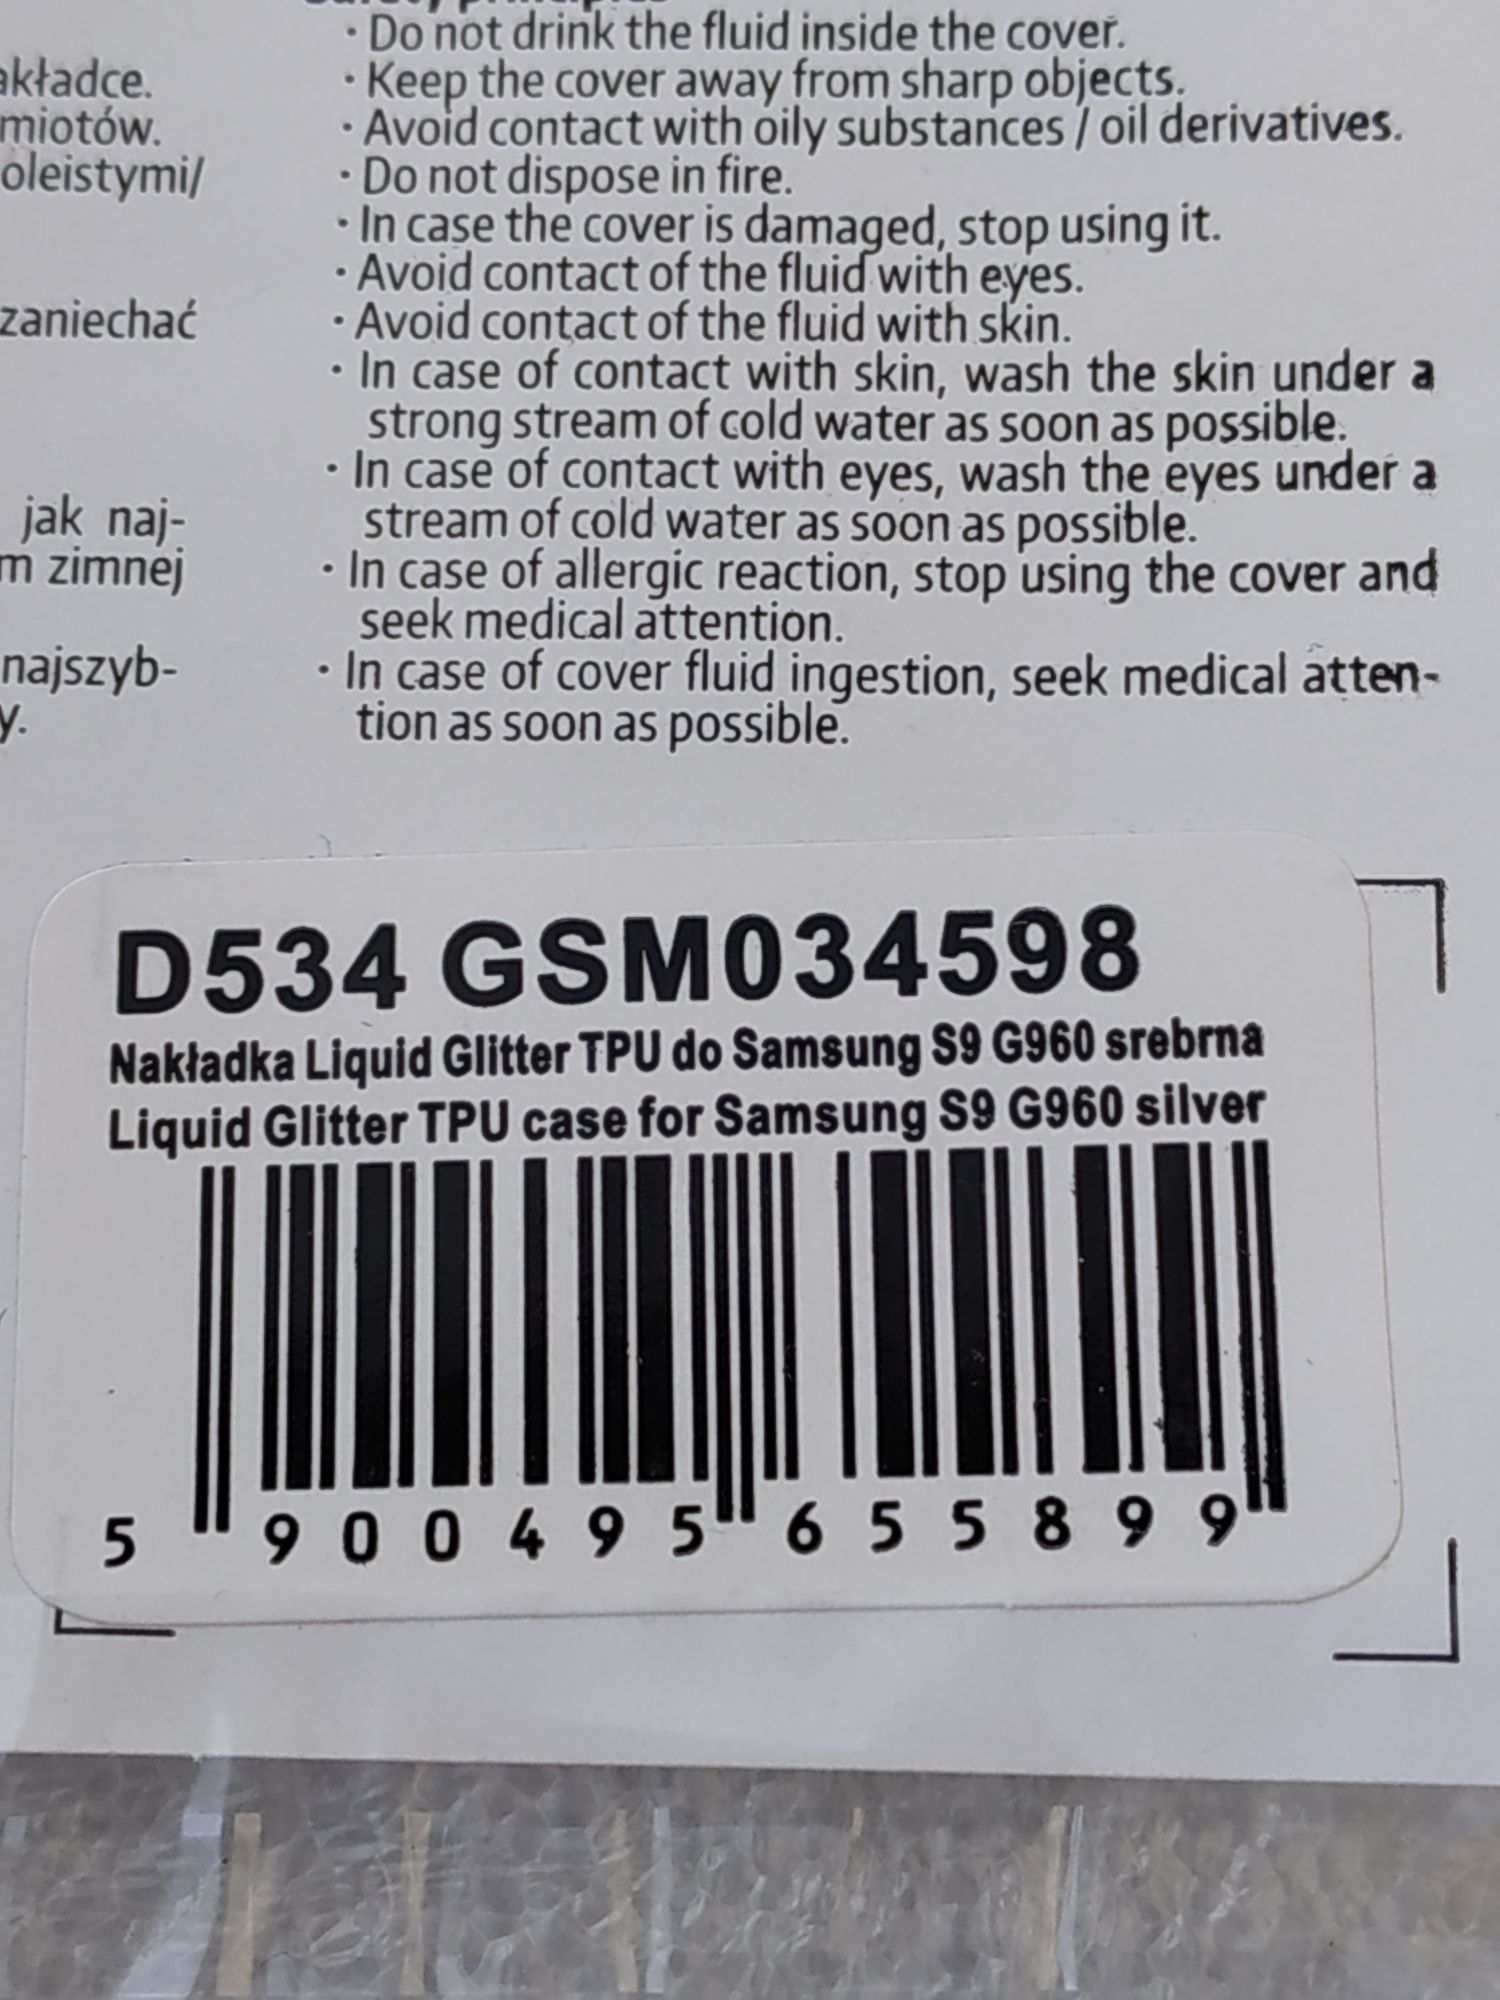 Safety principles
· Do not drink the fluid inside the cover.
· Keep the cover away from sharp objects.
· Avoid contact with oily substances / oil derivatives.
· Do not dispose in fire.
· In case the cover is damaged, stop using it.
· Avoid contact of the fluid with eyes.
· Avoid contact of the fluid with skin.
· In case of contact with skin, wash the skin under a
strong stream of cold water as soon as possible.
· In case of contact with eyes, wash the eyes under a
stream of cold water as soon as possible.
· In case of allergic reaction, stop using the cover and
seek medical attention.
· In case of cover fluid ingestion, seek medical atten-
tion as soon as possible.
akładce.
miotów.
oleistymi/
zaniechać
jak naj-
m zimnej
najszyb-
y.
D534 GSM034598
Nakładka Liquid Glitter TPU do Samsung S9 G960 srebrna
Liquid Glitter TPU case for Samsung S9 G960 silver
5 900495 655899